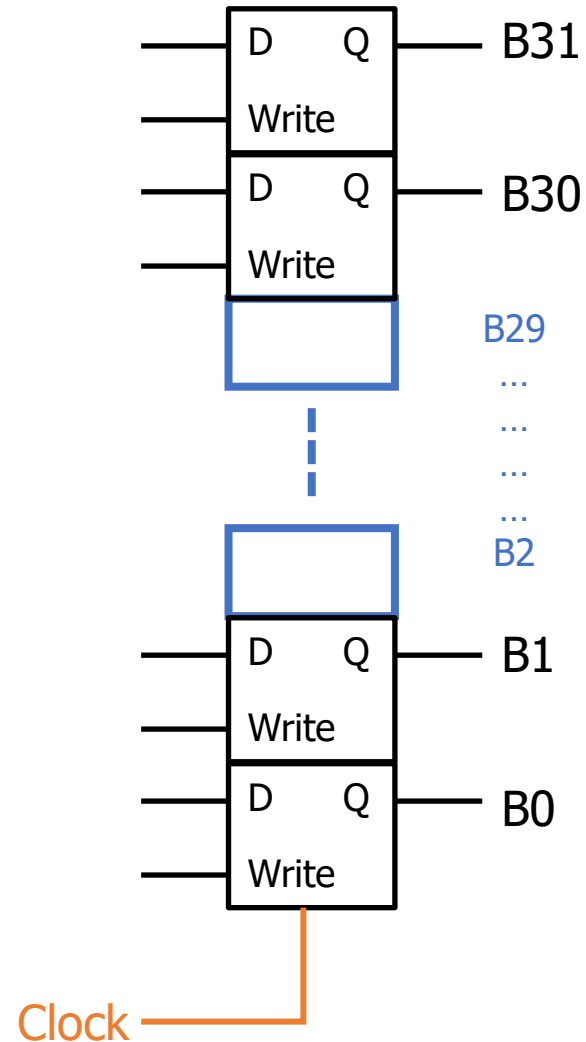 D Q B31
Write
D Q B30
Write
B29
...
...
...
...
B2
D Q B1
Write
D Q B0
Write
Clock